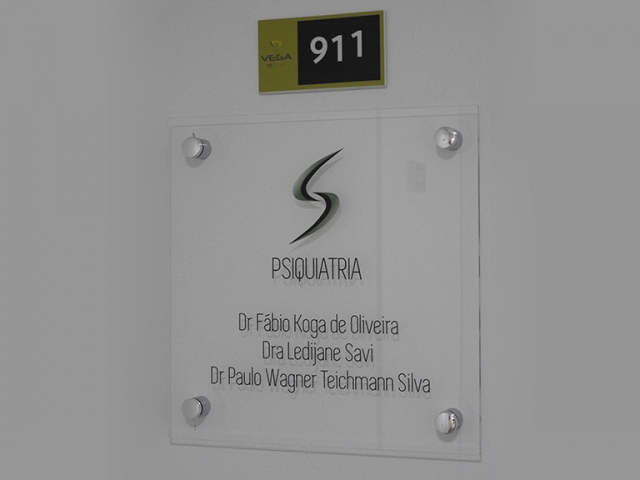 VEGA
911
PSIQUIATRIA
Dr Fábio Koga de Oliveira
Dra Ledijane Savi
Dr Paulo Wagner Teichmann Silva